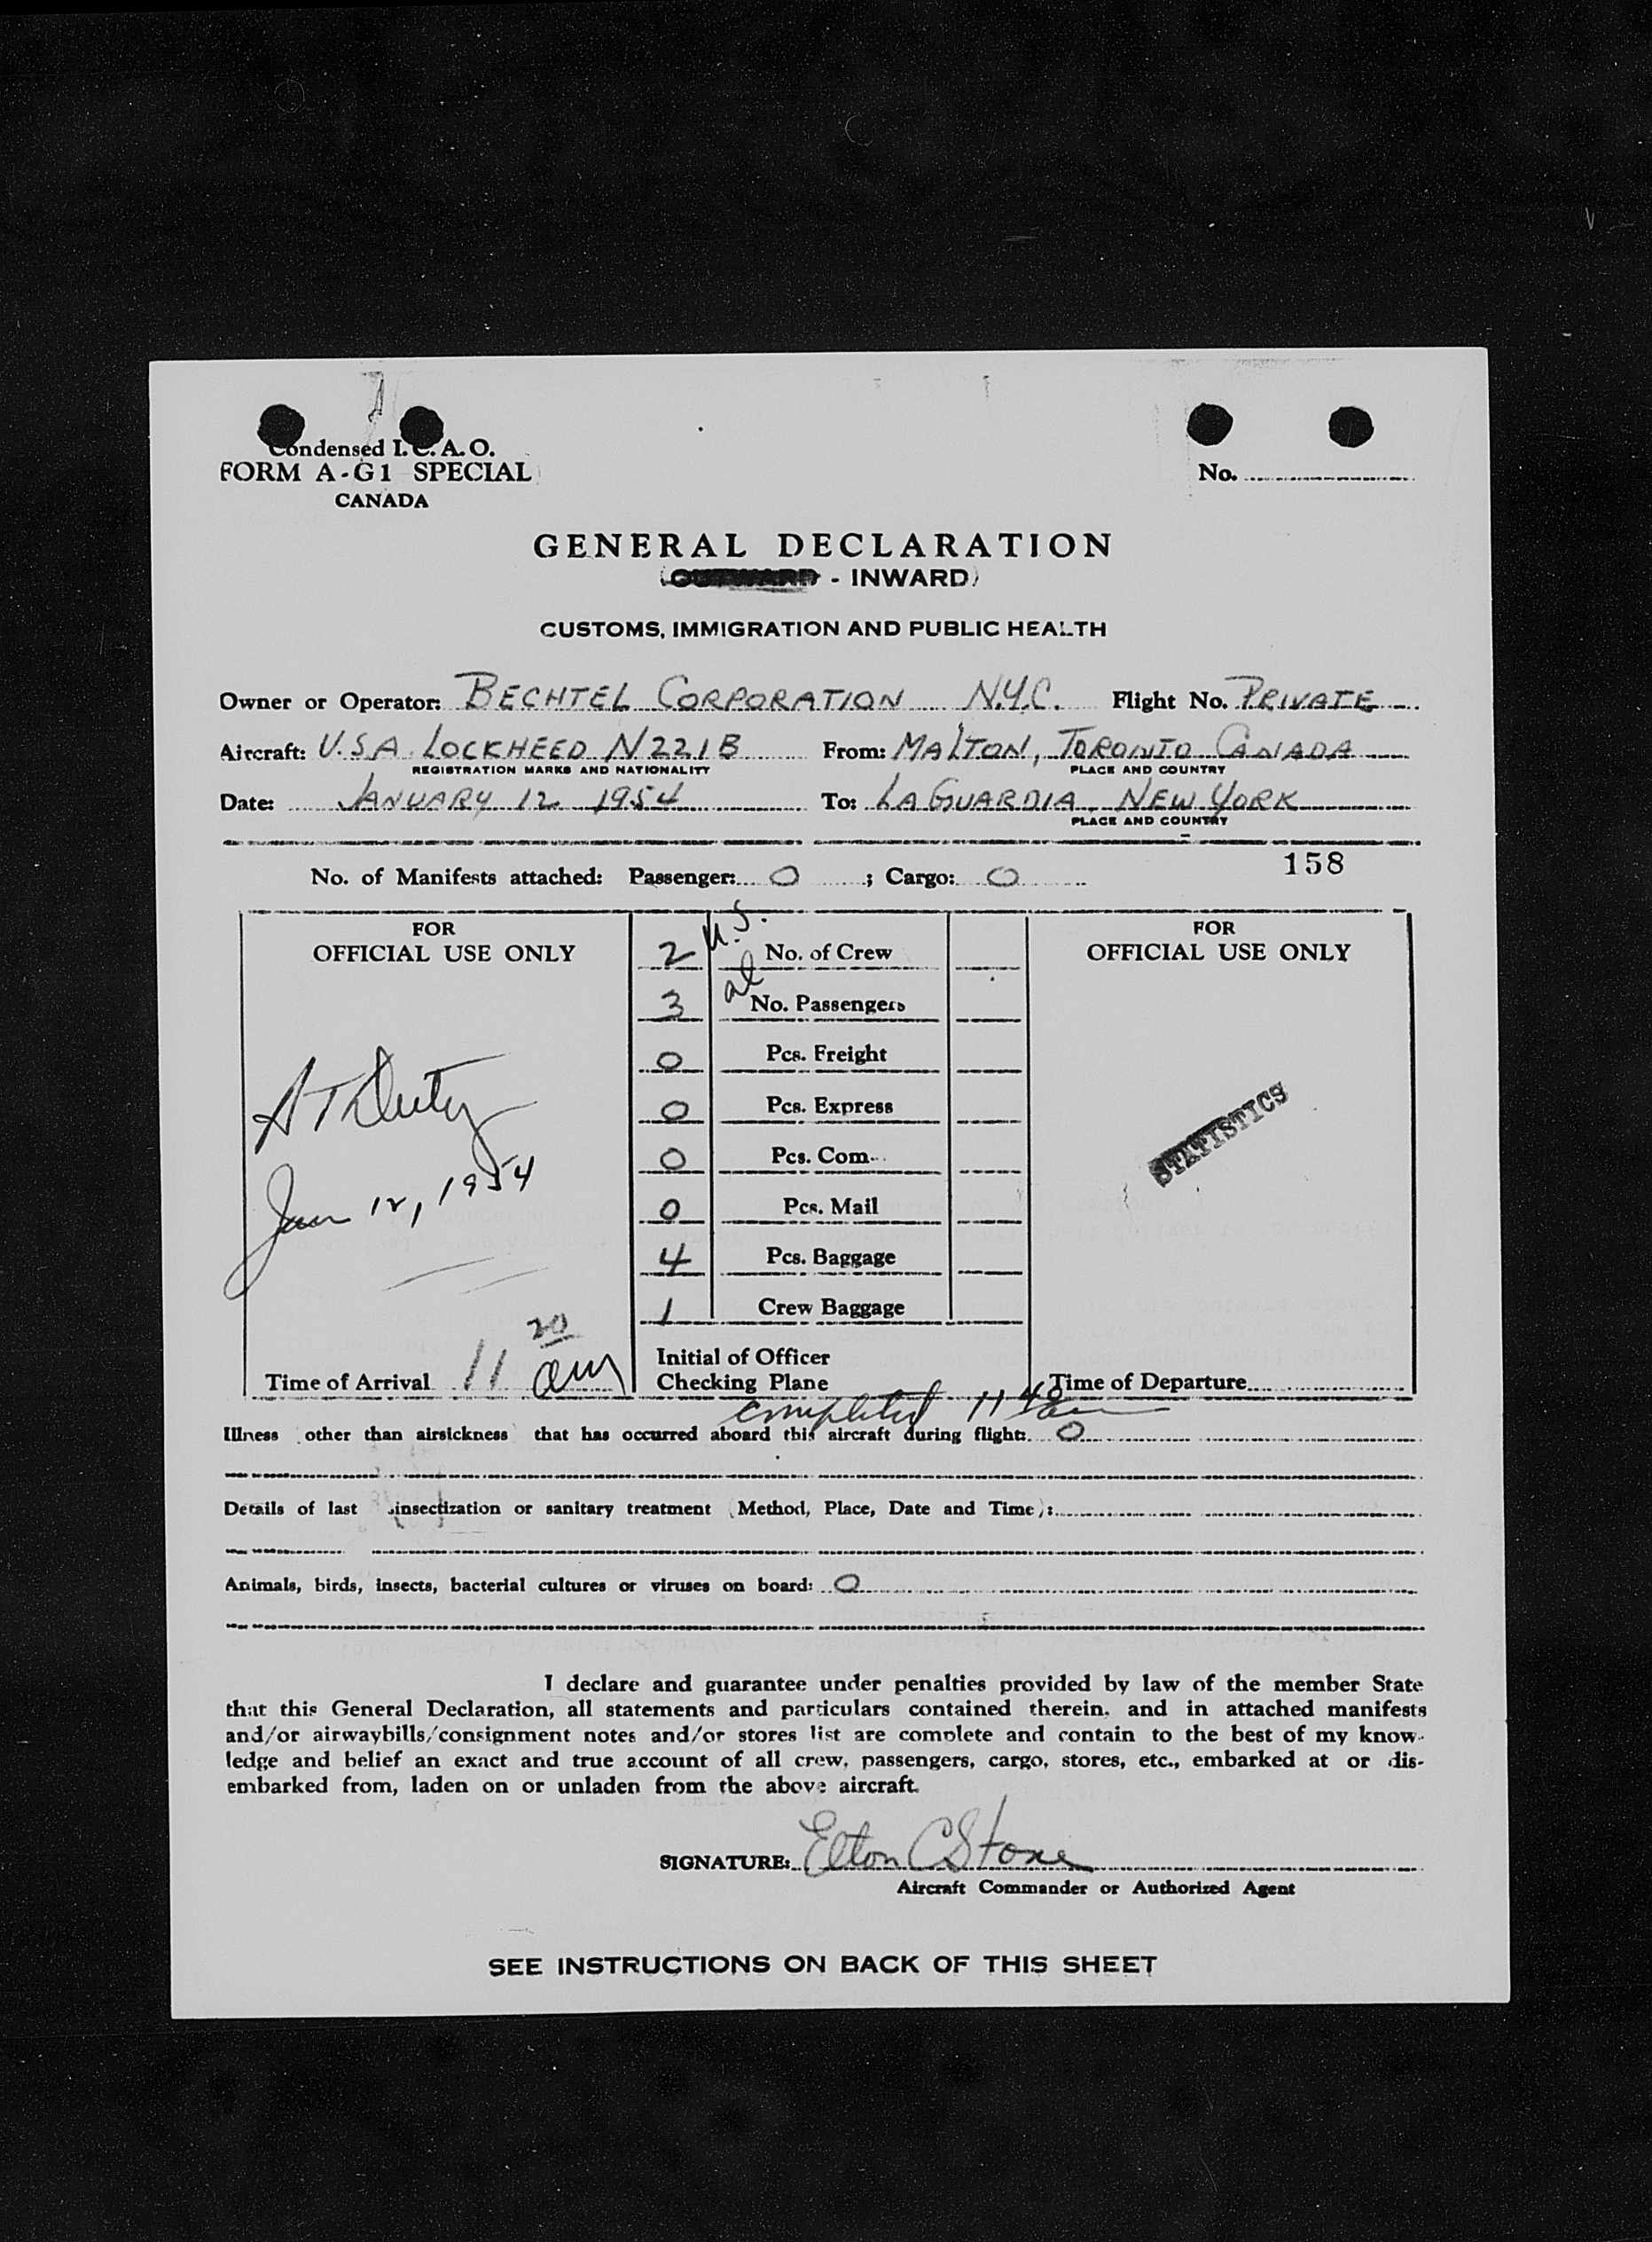 Condensed I.C.A.O.
FORM A-G1 SPECIAL
CANADA
No.
GENERAL DECLARATION
(OUTWARD - INWARD)
CUSTOMS, IMMIGRATION AND PUBLIC HEALTH
Owner or Operator: BECHTEL CORPORATION N.Y.C. Flight No. PRIVATE
Aircraft: U.S.A. LOCKHEED N221B From: MALTON, TORONTO CANADA
REGISTRATION MARKS AND NATIONALITY PLACE AND COUNTRY
Date: JANUARY 12 1954 To: LA GUARDIA, NEW YORK
PLACE AND COUNTRY
158
No. of Manifests attached: Passenger: 0 ; Cargo: 0
FOR
OFFICIAL USE ONLY
Jan 12, 1954
Time of Arrival 11 20 am
U.S.
2 No. of Crew
3 No. Passengers
0 Pcs. Freight
0 Pcs. Express
0 Pcs. Com.
0 Pcs. Mail
4 Pcs. Baggage
1 Crew Baggage
Initial of Officer
Checking Plane
completed 11 48
FOR
OFFICIAL USE ONLY
STATISTICS
Time of Departure
Illness other than airsickness that has occurred aboard this aircraft during flight: 0
Details of last insectization or sanitary treatment (Method, Place, Date and Time):
Animals, birds, insects, bacterial cultures or viruses on board: 0
I declare and guarantee under penalties provided by law of the member State
that this General Declaration, all statements and particulars contained therein, and in attached manifests
and/or airwaybills/consignment notes and/or stores list are complete and contain to the best of my know-
ledge and belief an exact and true account of all crew, passengers, cargo, stores, etc., embarked at or dis-
embarked from, laden on or unladen from the above aircraft.
SIGNATURE: Elton C Stone
Aircraft Commander or Authorized Agent
SEE INSTRUCTIONS ON BACK OF THIS SHEET